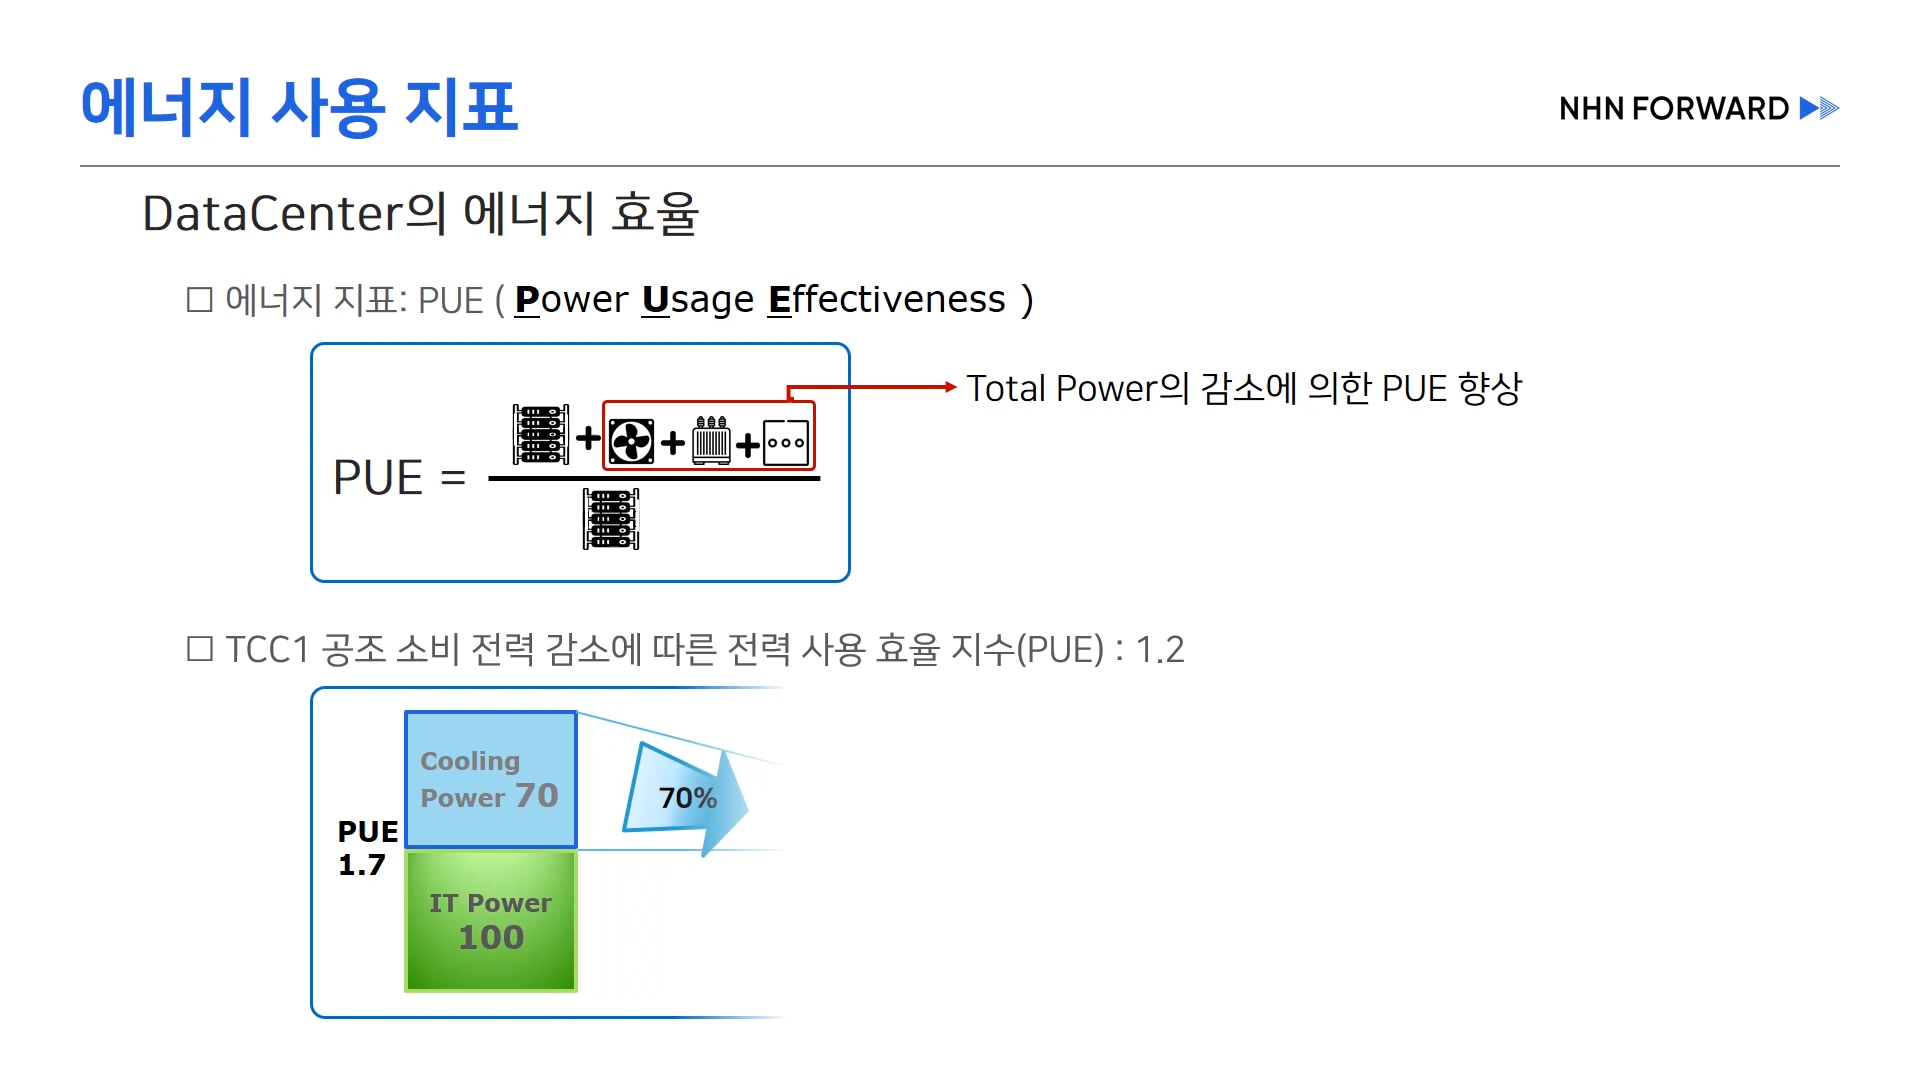 에너지 사용 지표
NHN FORWARD
DataCenter의 에너지 효율
□ 에너지 지표: PUE ( Power Usage Effectiveness )
Total Power의 감소에 의한 PUE 향상
PUE =
□ TCC1 공조 소비 전력 감소에 따른 전력 사용 효율 지수(PUE) : 1.2
Cooling
Power 70
70%
PUE
1.7
IT Power
100